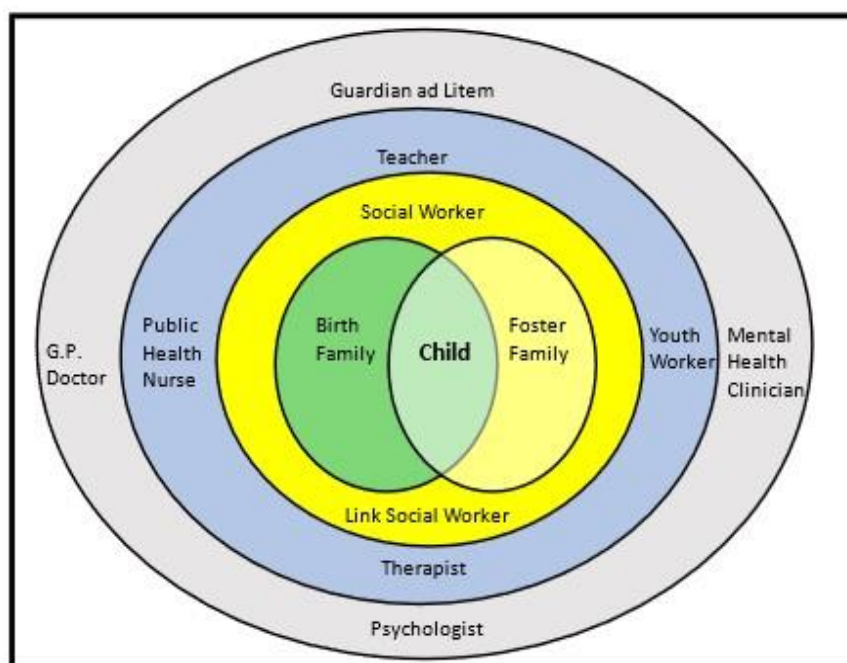 Guardian ad Litem
Teacher
Social Worker
Birth
Family
Child
Foster
Family
Public
Health
Nurse
Youth
Worker
G.P.
Doctor
Mental
Health
Clinician
Link Social Worker
Therapist
Psychologist